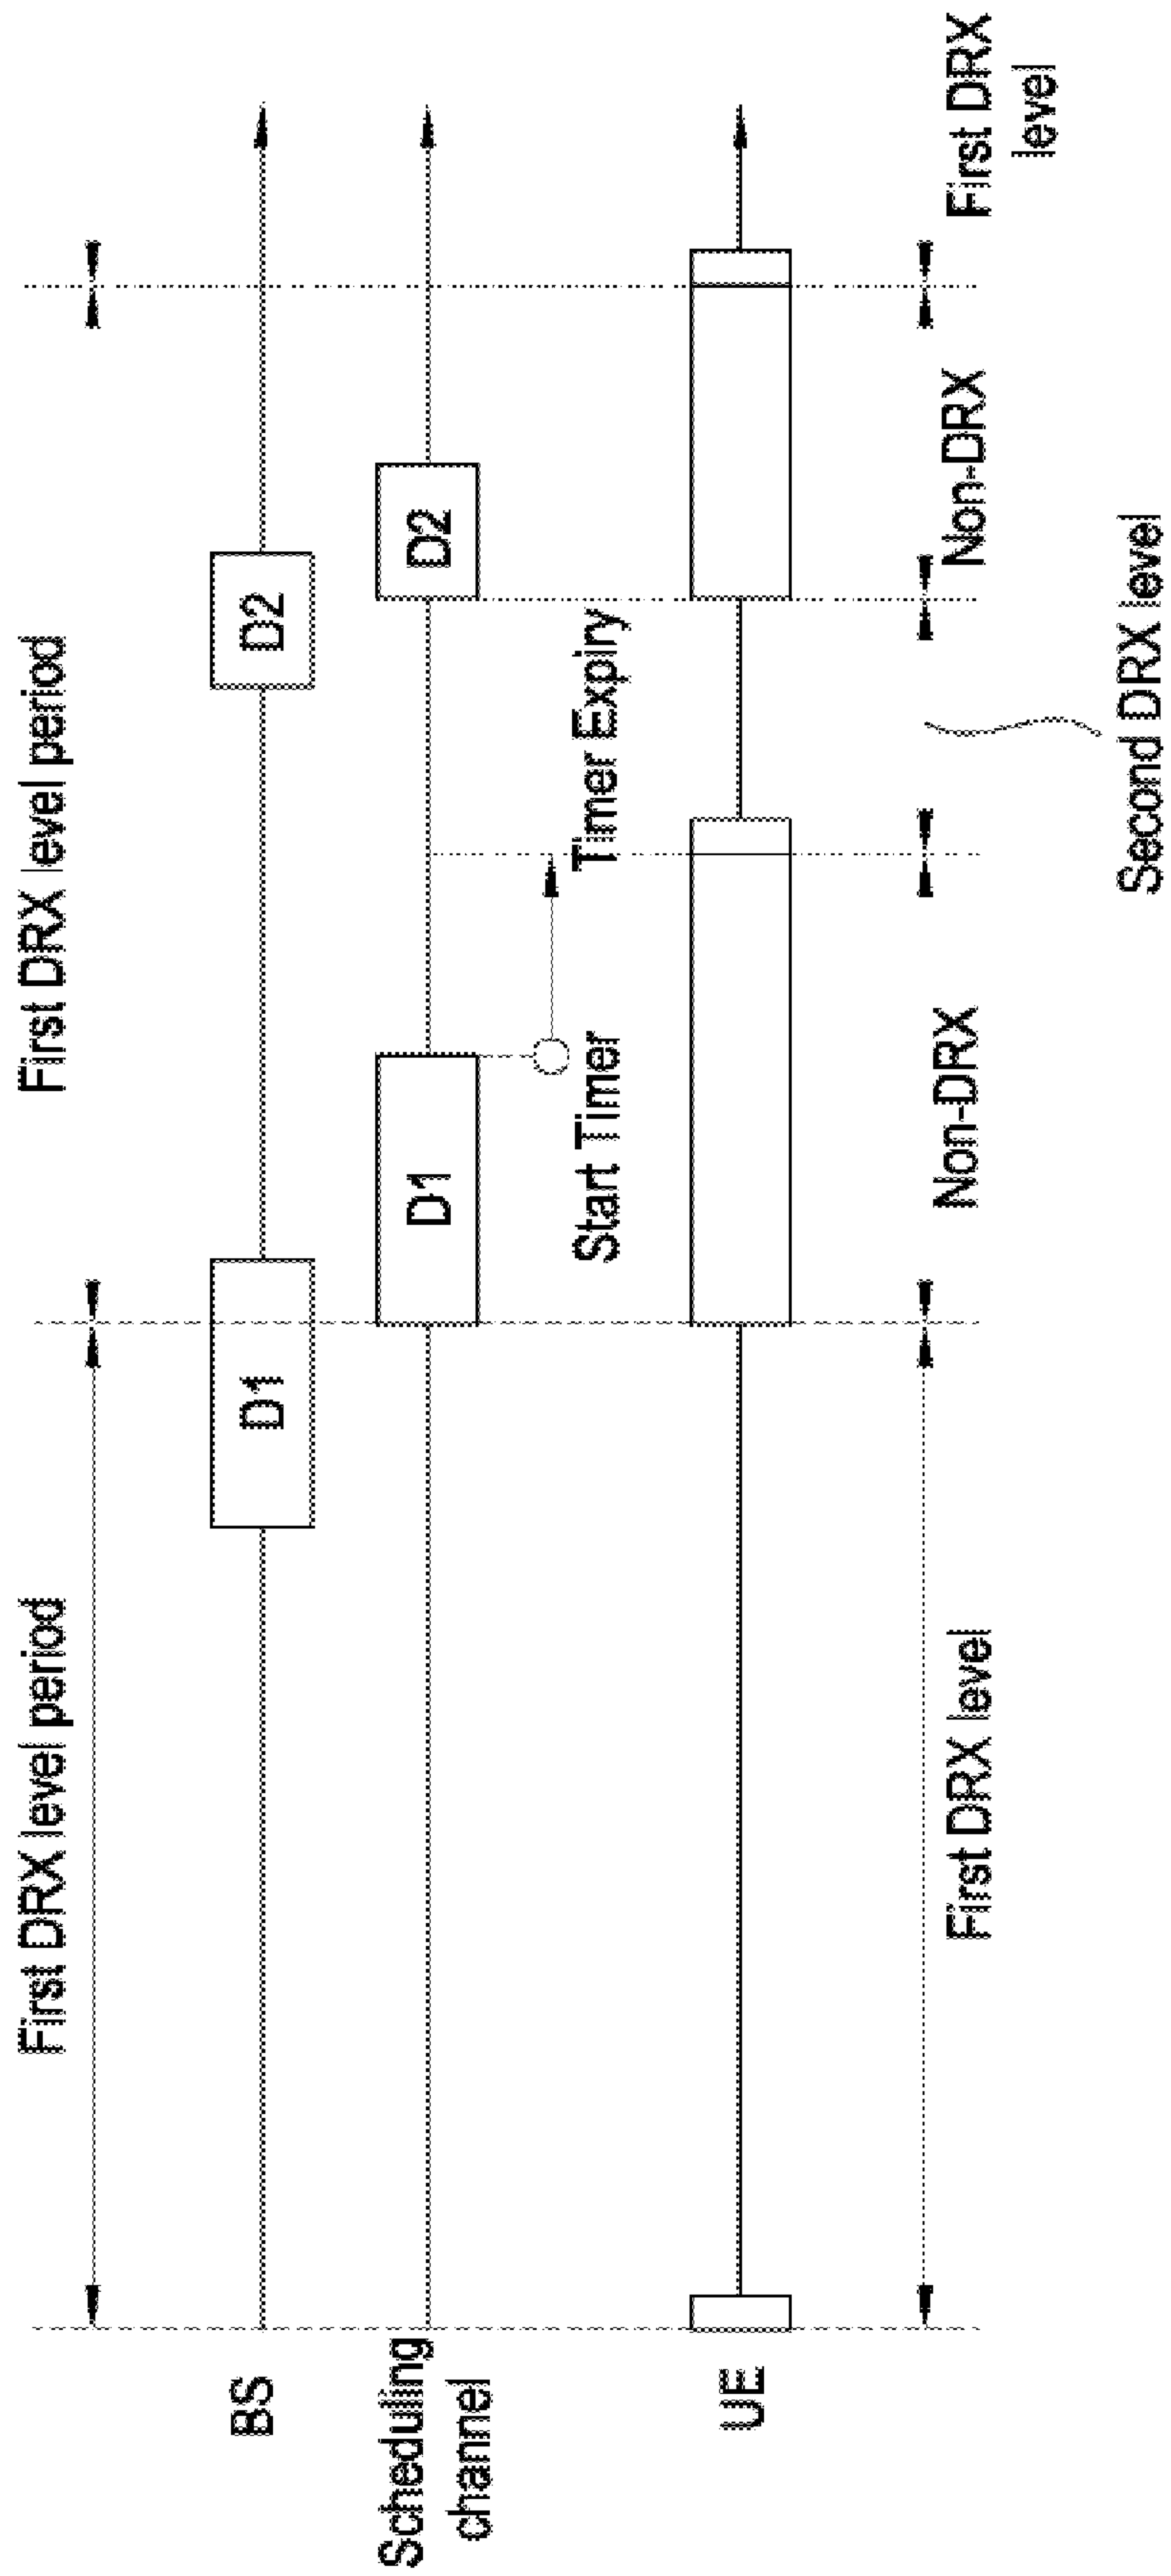 First DRX level period
First DRX level period
BS
D1
D2
Scheduling
channel
D1
D2
Start Timer
Timer Expiry
UE
First DRX level
Non-DRX
Non-DRX
First DRX
level
Second DRX level